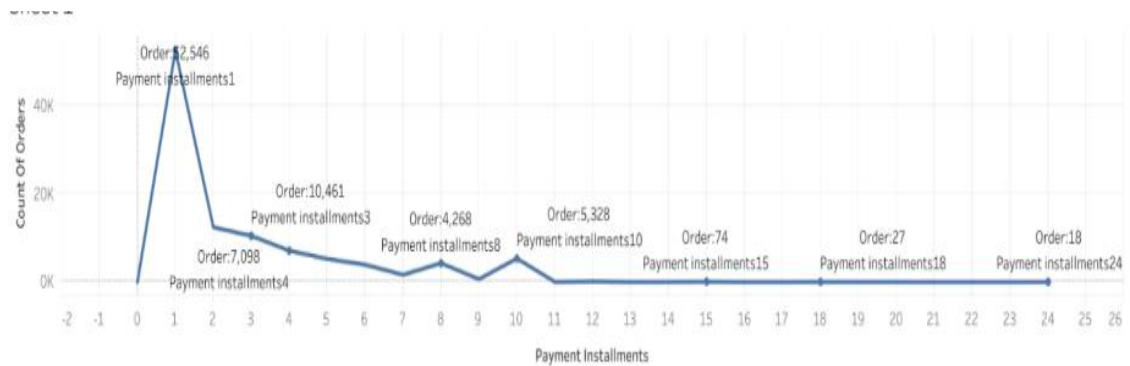 Order:52,546
Payment installments1
Order:10,461
Payment installments3
Order:7,098
Payment installments4
Order:4,268
Payment installments8
Order:5,328
Payment installments10
Order:74
Payment installments15
Order:27
Payment installments18
Order:18
Payment installments24
Count Of Orders
40K
20K
0K
-2 -1 0 1 2 3 4 5 6 7 8 9 10 11 12 13 14 15 16 17 18 19 20 21 22 23 24 25 26
Payment Installments